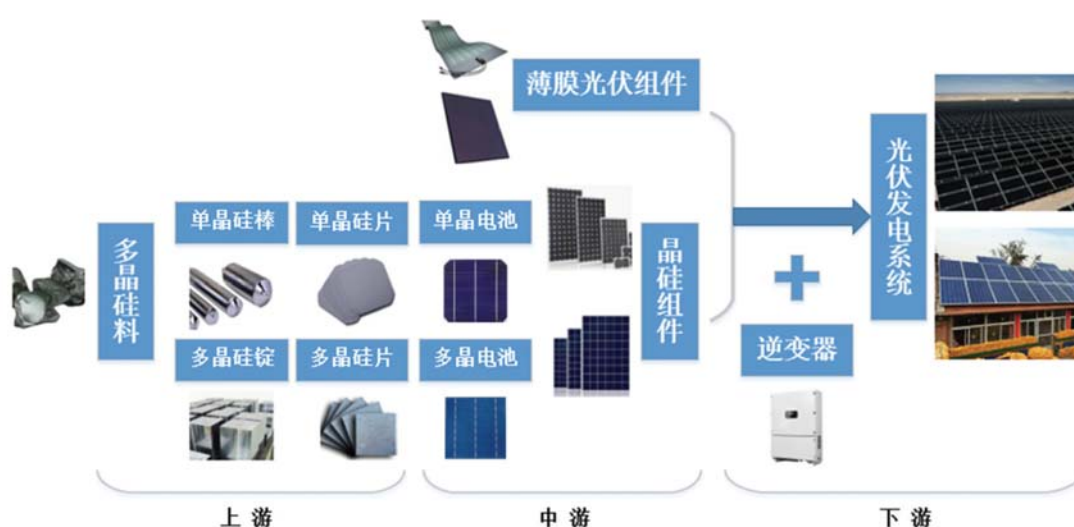 薄膜光伏组件
多晶硅料
单晶硅棒
单晶硅片
单晶电池
多晶硅锭
多晶硅片
多晶电池
晶硅组件
逆变器
光伏发电系统
上游
中游
下游